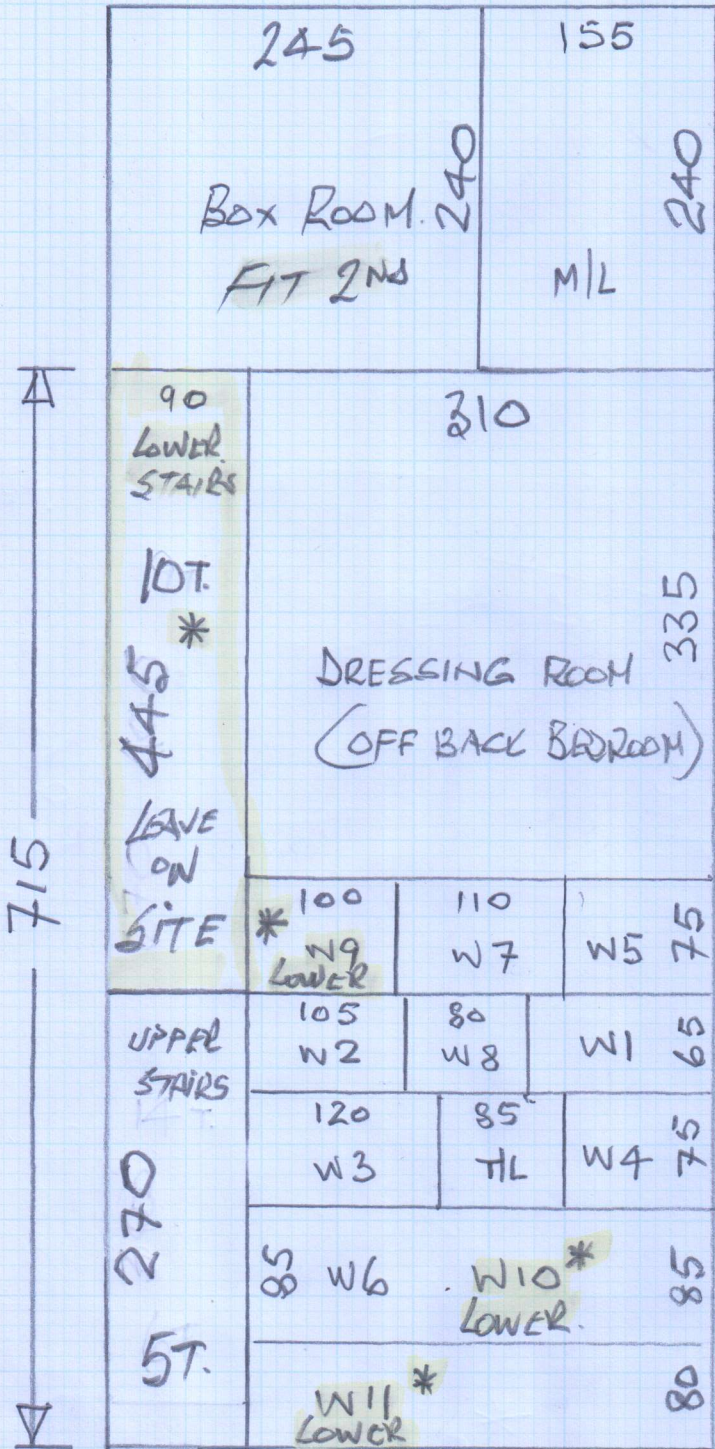 245
155
240
240
BOX ROOM.
FIT 2ND
M/L
90
LOWER
STAIRS
10T.
*
445
LEAVE
ON
SITE
715
310
335
DRESSING ROOM
(OFF BACK BEDROOM)
* 100
W9
LOWER
110
W7
W5
75
UPPER
STAIRS
270
5T.
105
W2
80
W8
W1
65
120
W3
85
T/L
W4
75
85
W6
. W10 *
LOWER.
85
W11 *
LOWER
80